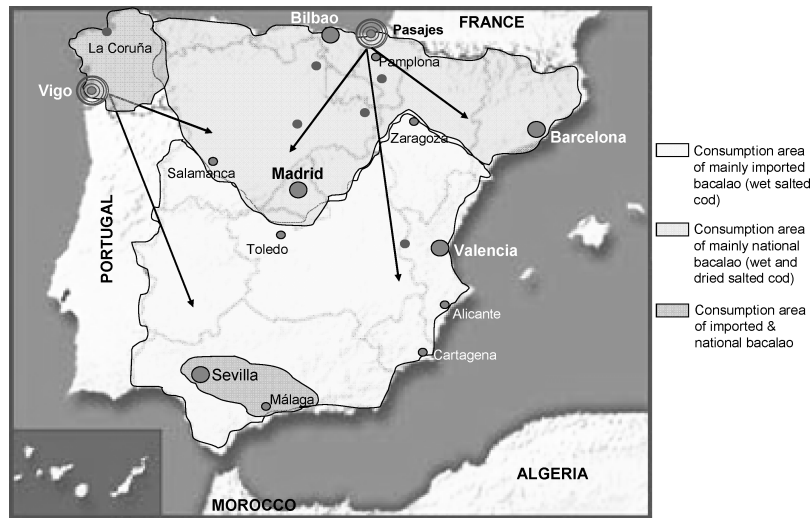 Bilbao
FRANCE
Pasajes
La Coruña
Pamplona
Vigo
Zaragoza
Barcelona
Salamanca
Madrid
PORTUGAL
Toledo
Valencia
Alicante
Cartagena
Sevilla
Málaga
ALGERIA
MOROCCO
Consumption area
of mainly imported
bacalao (wet salted
cod)
Consumption area
of mainly national
bacalao (wet and
dried salted cod)
Consumption area
of imported &
national bacalao